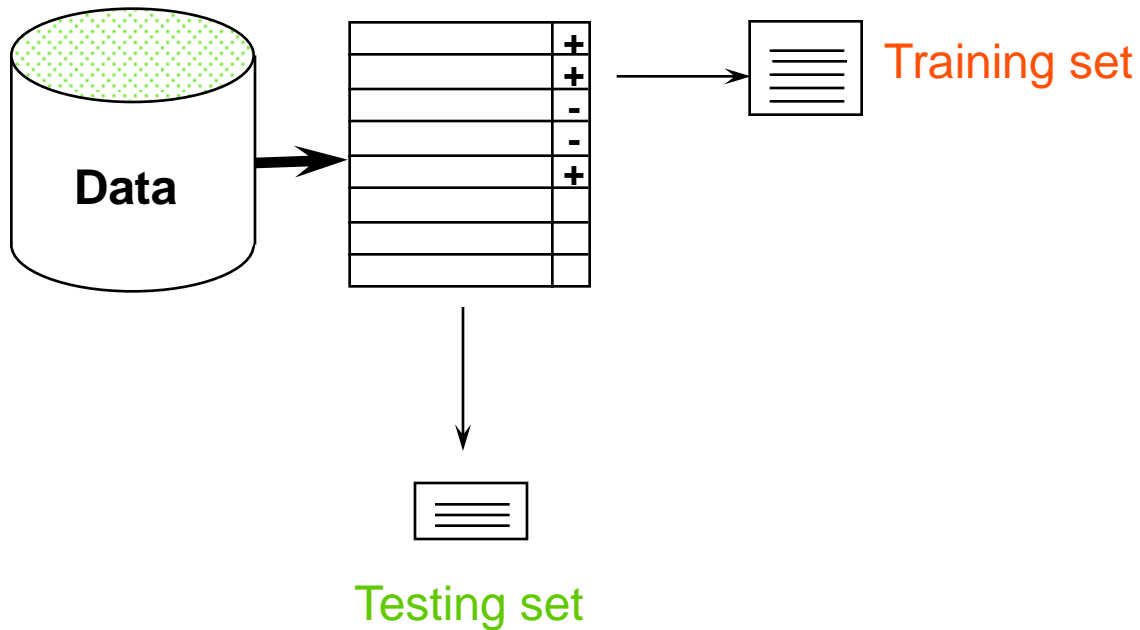 +
+
-
-
+
Training set
Data
Testing set